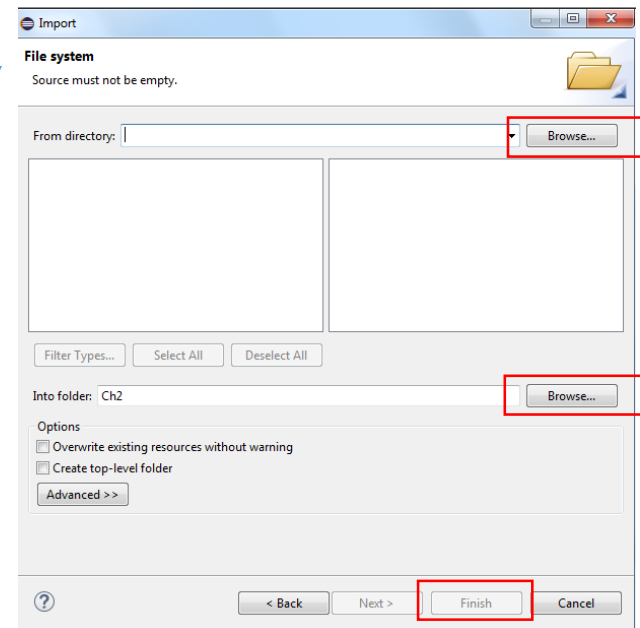 Import
File system
Source must not be empty.
From directory:
Browse...
Filter Types...
Select All
Deselect All
Into folder: Ch2
Browse...
Options
Overwrite existing resources without warning
Create top-level folder
Advanced >>
< Back
Next >
Finish
Cancel